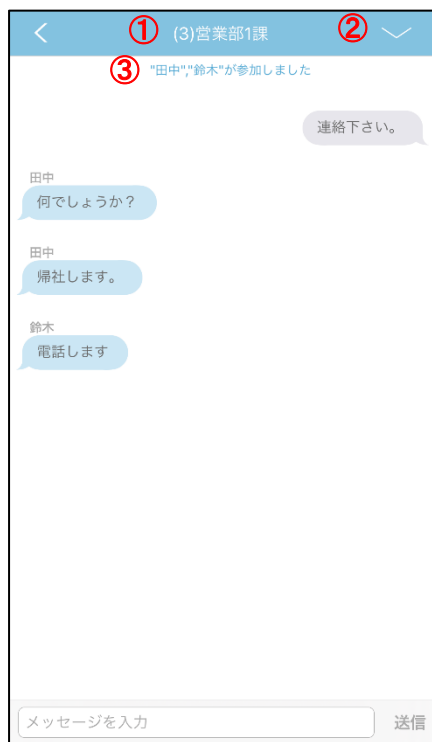 ① (3)営業部1課 ②
③ "田中","鈴木"が参加しました
連絡下さい。
田中
何でしょうか？
田中
帰社します。
鈴木
電話します
メッセージを入力 送信